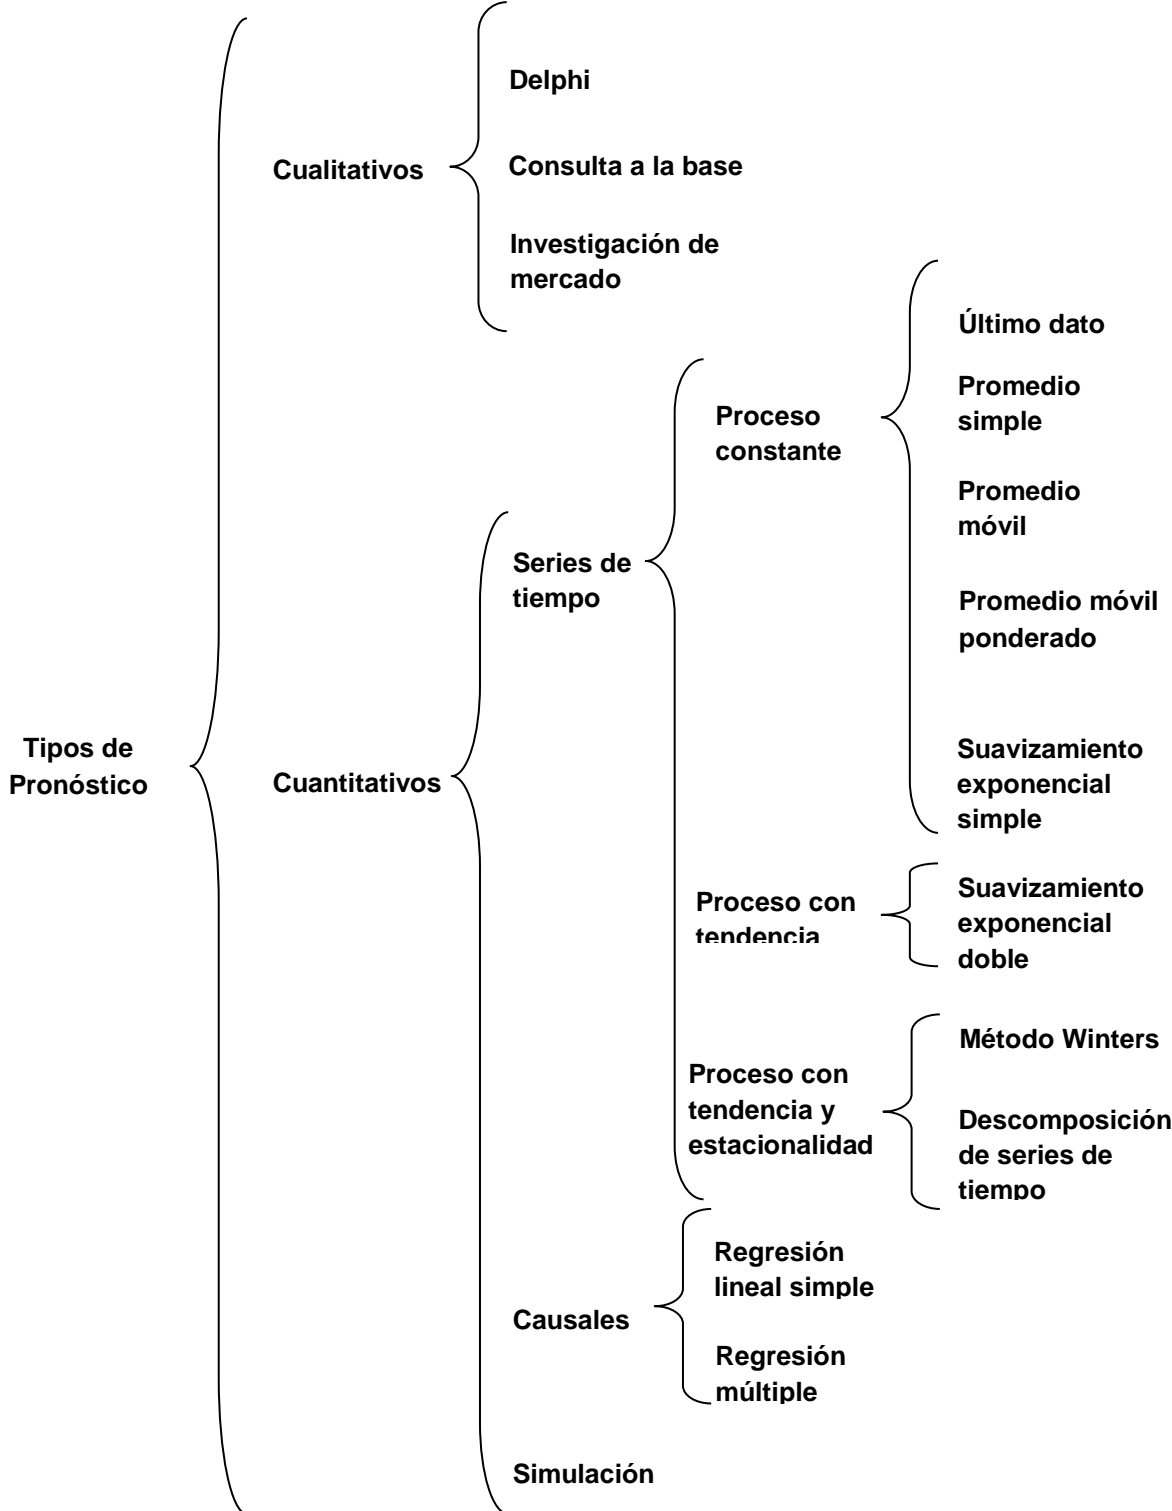 Tipos de
Pronóstico
Cualitativos
Delphi
Consulta a la base
Investigación de
mercado
Cuantitativos
Series de
tiempo
Proceso
constante
Último dato
Promedio
simple
Promedio
móvil
Promedio móvil
ponderado
Suavizamiento
exponencial
simple
Proceso con
tendencia
Suavizamiento
exponencial
doble
Proceso con
tendencia y
estacionalidad
Método Winters
Descomposición
de series de
tiempo
Causales
Regresión
lineal simple
Regresión
múltiple
Simulación